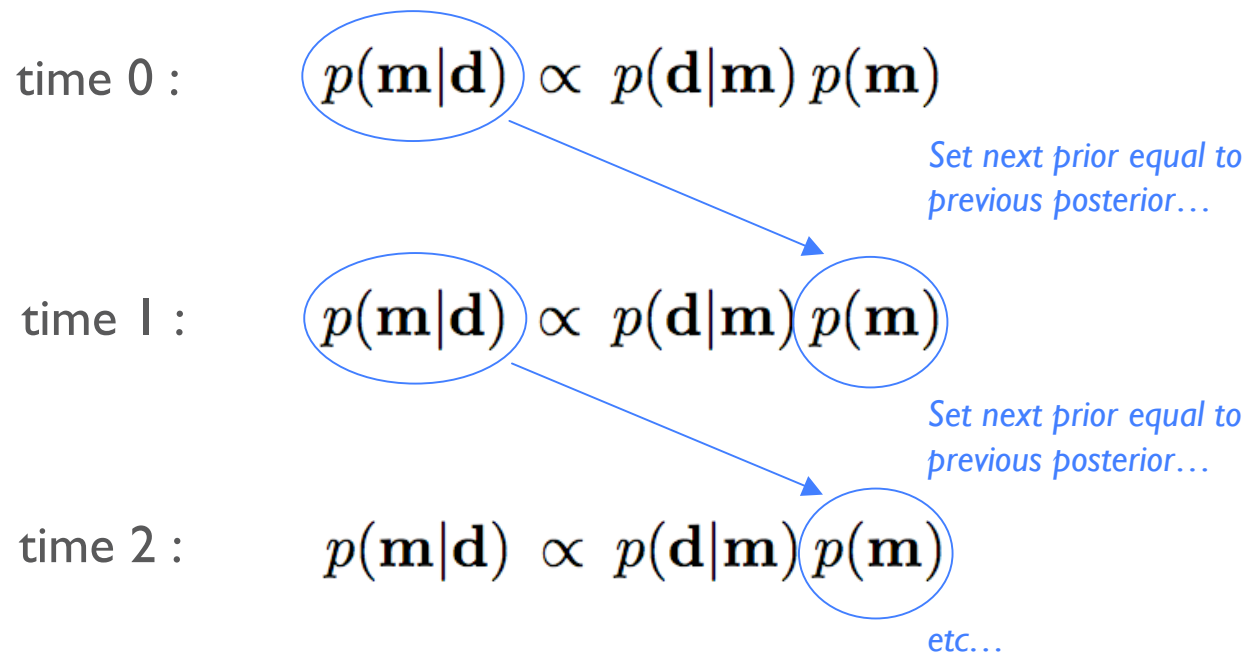 time 0 : p(m|d) ∝ p(d|m) p(m)
Set next prior equal to
previous posterior…
time 1 : p(m|d) ∝ p(d|m) p(m)
Set next prior equal to
previous posterior…
time 2 : p(m|d) ∝ p(d|m) p(m)
etc…